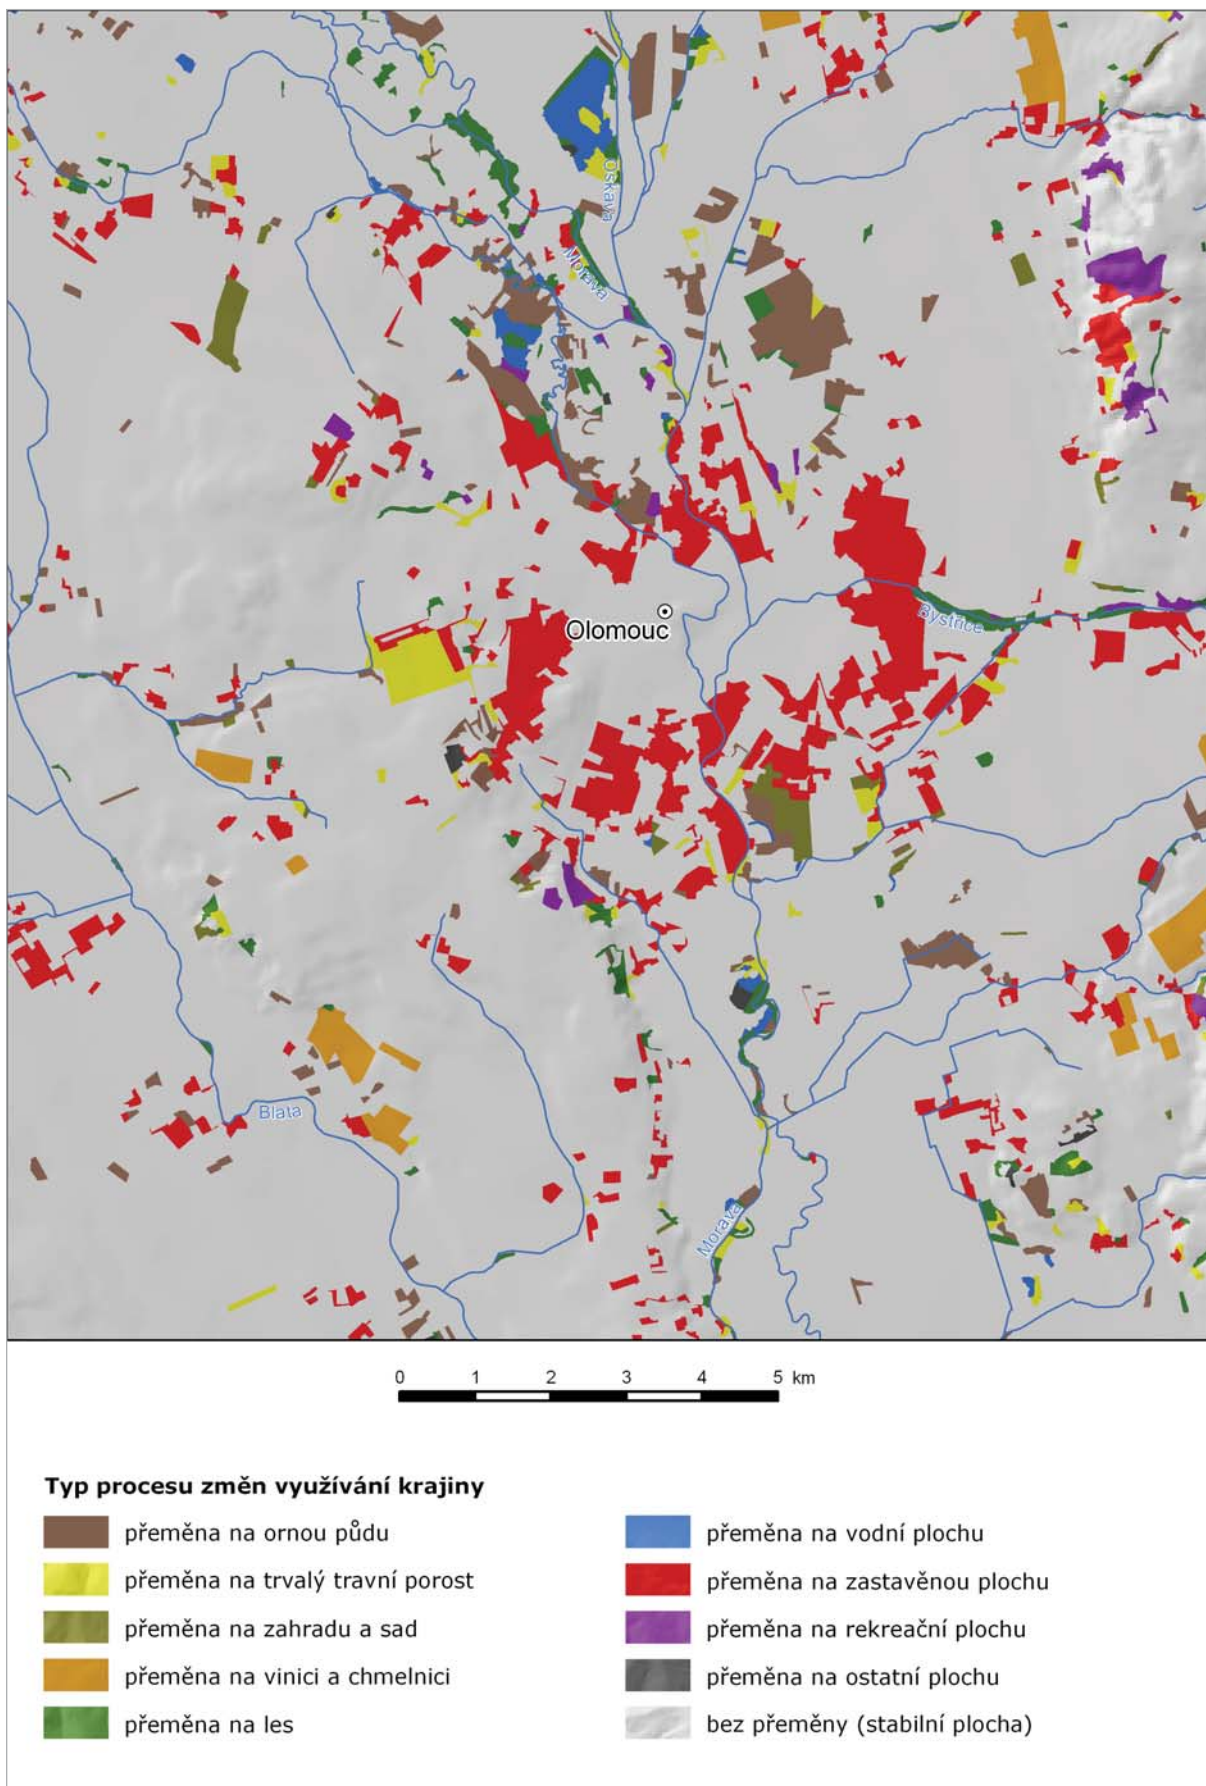 Oskava
Morava
Olomouc
Bystřice
Blata
Morava
0 1 2 3 4 5 km
Typ procesu změn využívání krajiny
přeměna na ornou půdu
přeměna na trvalý travní porost
přeměna na zahradu a sad
přeměna na vinici a chmelnici
přeměna na les
přeměna na vodní plochu
přeměna na zastavěnou plochu
přeměna na rekreační plochu
přeměna na ostatní plochu
bez přeměny (stabilní plocha)